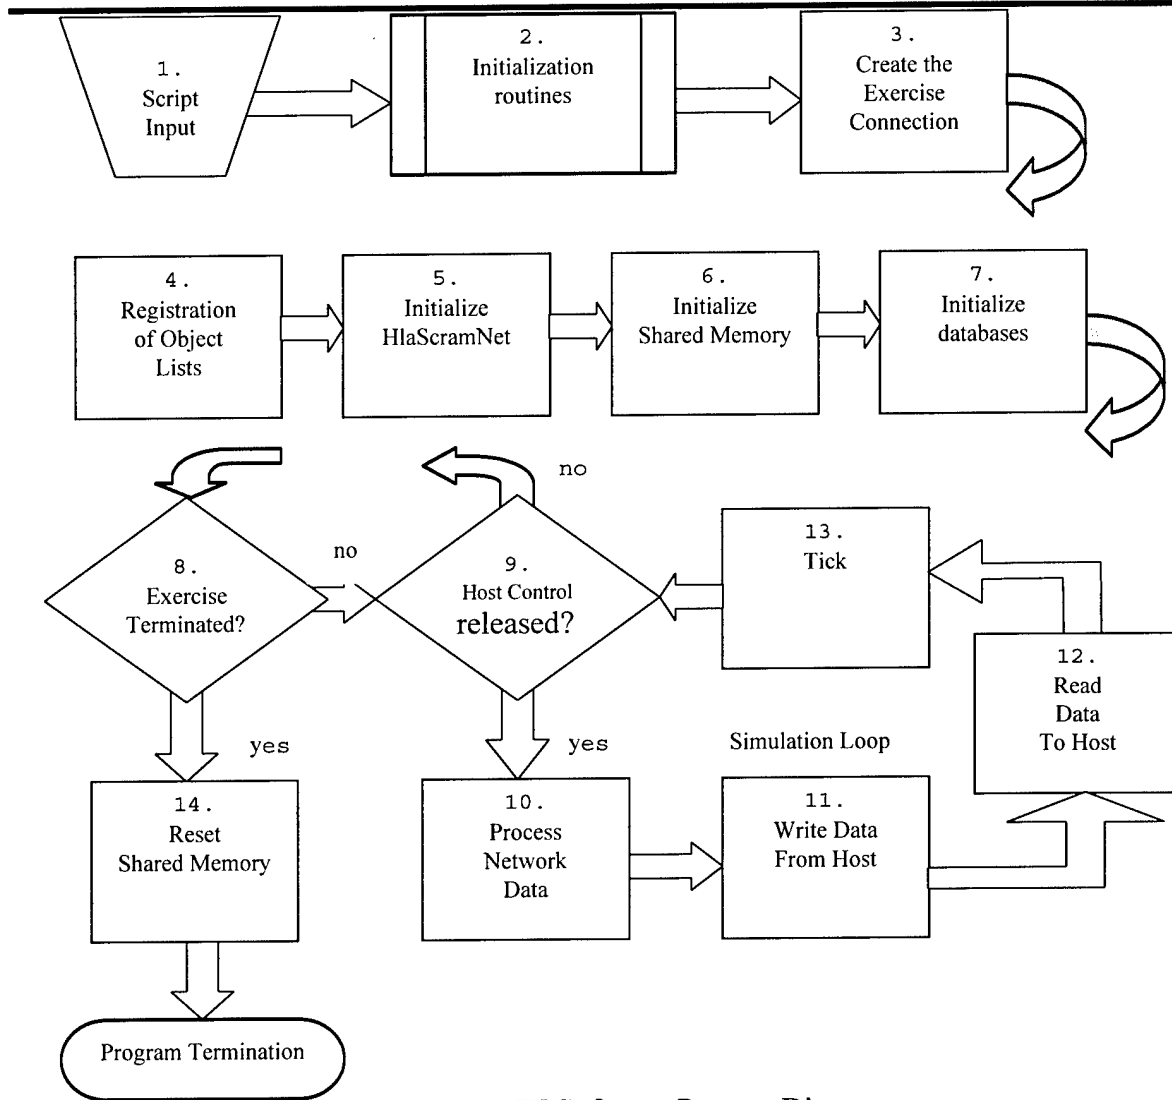 1.
Script
Input
2.
Initialization
routines
3.
Create the
Exercise
Connection
4.
Registration
of Object
Lists
5.
Initialize
HlaScramNet
6.
Initialize
Shared Memory
7.
Initialize
databases
8.
Exercise
Terminated?
no
yes
9.
Host Control
released?
no
yes
13.
Tick
12.
Read
Data
To Host
Simulation Loop
10.
Process
Network
Data
11.
Write Data
From Host
14.
Reset
Shared Memory
Program Termination